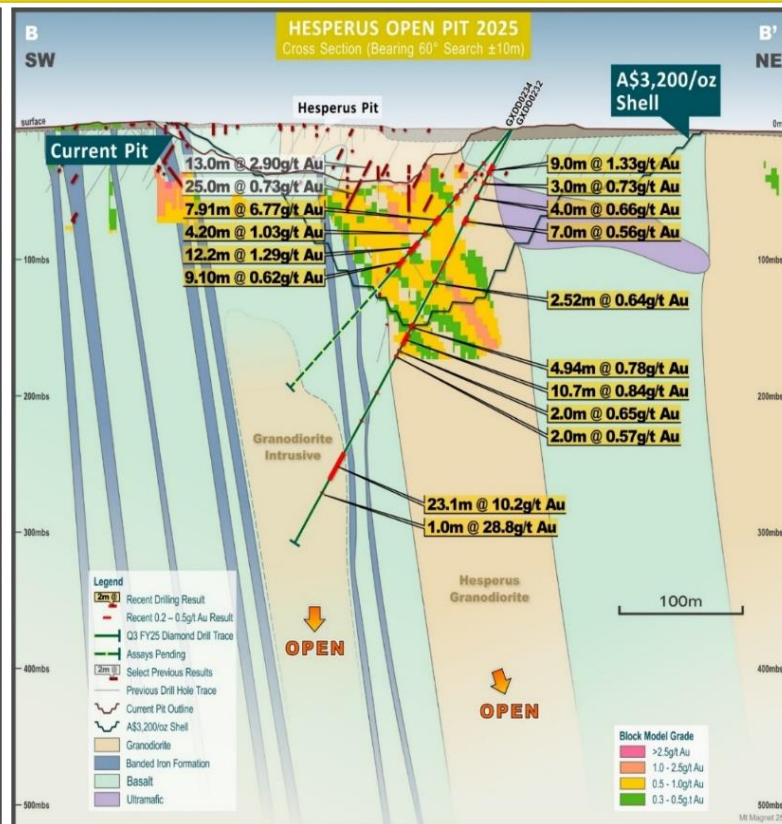 HESPERUS OPEN PIT 2025
Cross Section (Bearing 60° Search ±10m)
B
SW
B'
NE
A$3,200/oz
Shell
GXDD0234
GXDD0232
Hesperus Pit
surface
0m
Current Pit
13.0m @ 2.90g/t Au
25.0m @ 0.73g/t Au
7.91m @ 6.77g/t Au
4.20m @ 1.03g/t Au
12.2m @ 1.29g/t Au
9.10m @ 0.62g/t Au
9.0m @ 1.33g/t Au
3.0m @ 0.73g/t Au
4.0m @ 0.66g/t Au
7.0m @ 0.56g/t Au
100mbs
100mbs
2.52m @ 0.64g/t Au
4.94m @ 0.78g/t Au
10.7m @ 0.84g/t Au
2.0m @ 0.65g/t Au
2.0m @ 0.57g/t Au
200mbs
200mbs
Granodiorite
Intrusive
23.1m @ 10.2g/t Au
1.0m @ 28.8g/t Au
300mbs
300mbs
Hesperus
Granodiorite
100m
OPEN
OPEN
400mbs
400mbs
500mbs
500mbs
Legend
2m @ Recent Drilling Result
Recent 0.2 – 0.5g/t Au Result
Q3 FY25 Diamond Drill Trace
Assays Pending
2m @ Select Previous Results
Previous Drill Hole Trace
Current Pit Outline
A$3,200/oz Shell
Granodiorite
Banded Iron Formation
Basalt
Ultramafic
Block Model Grade
>2.5g/t Au
1.0 - 2.5g/t Au
0.5 - 1.0g/t Au
0.3 - 0.5g.t Au